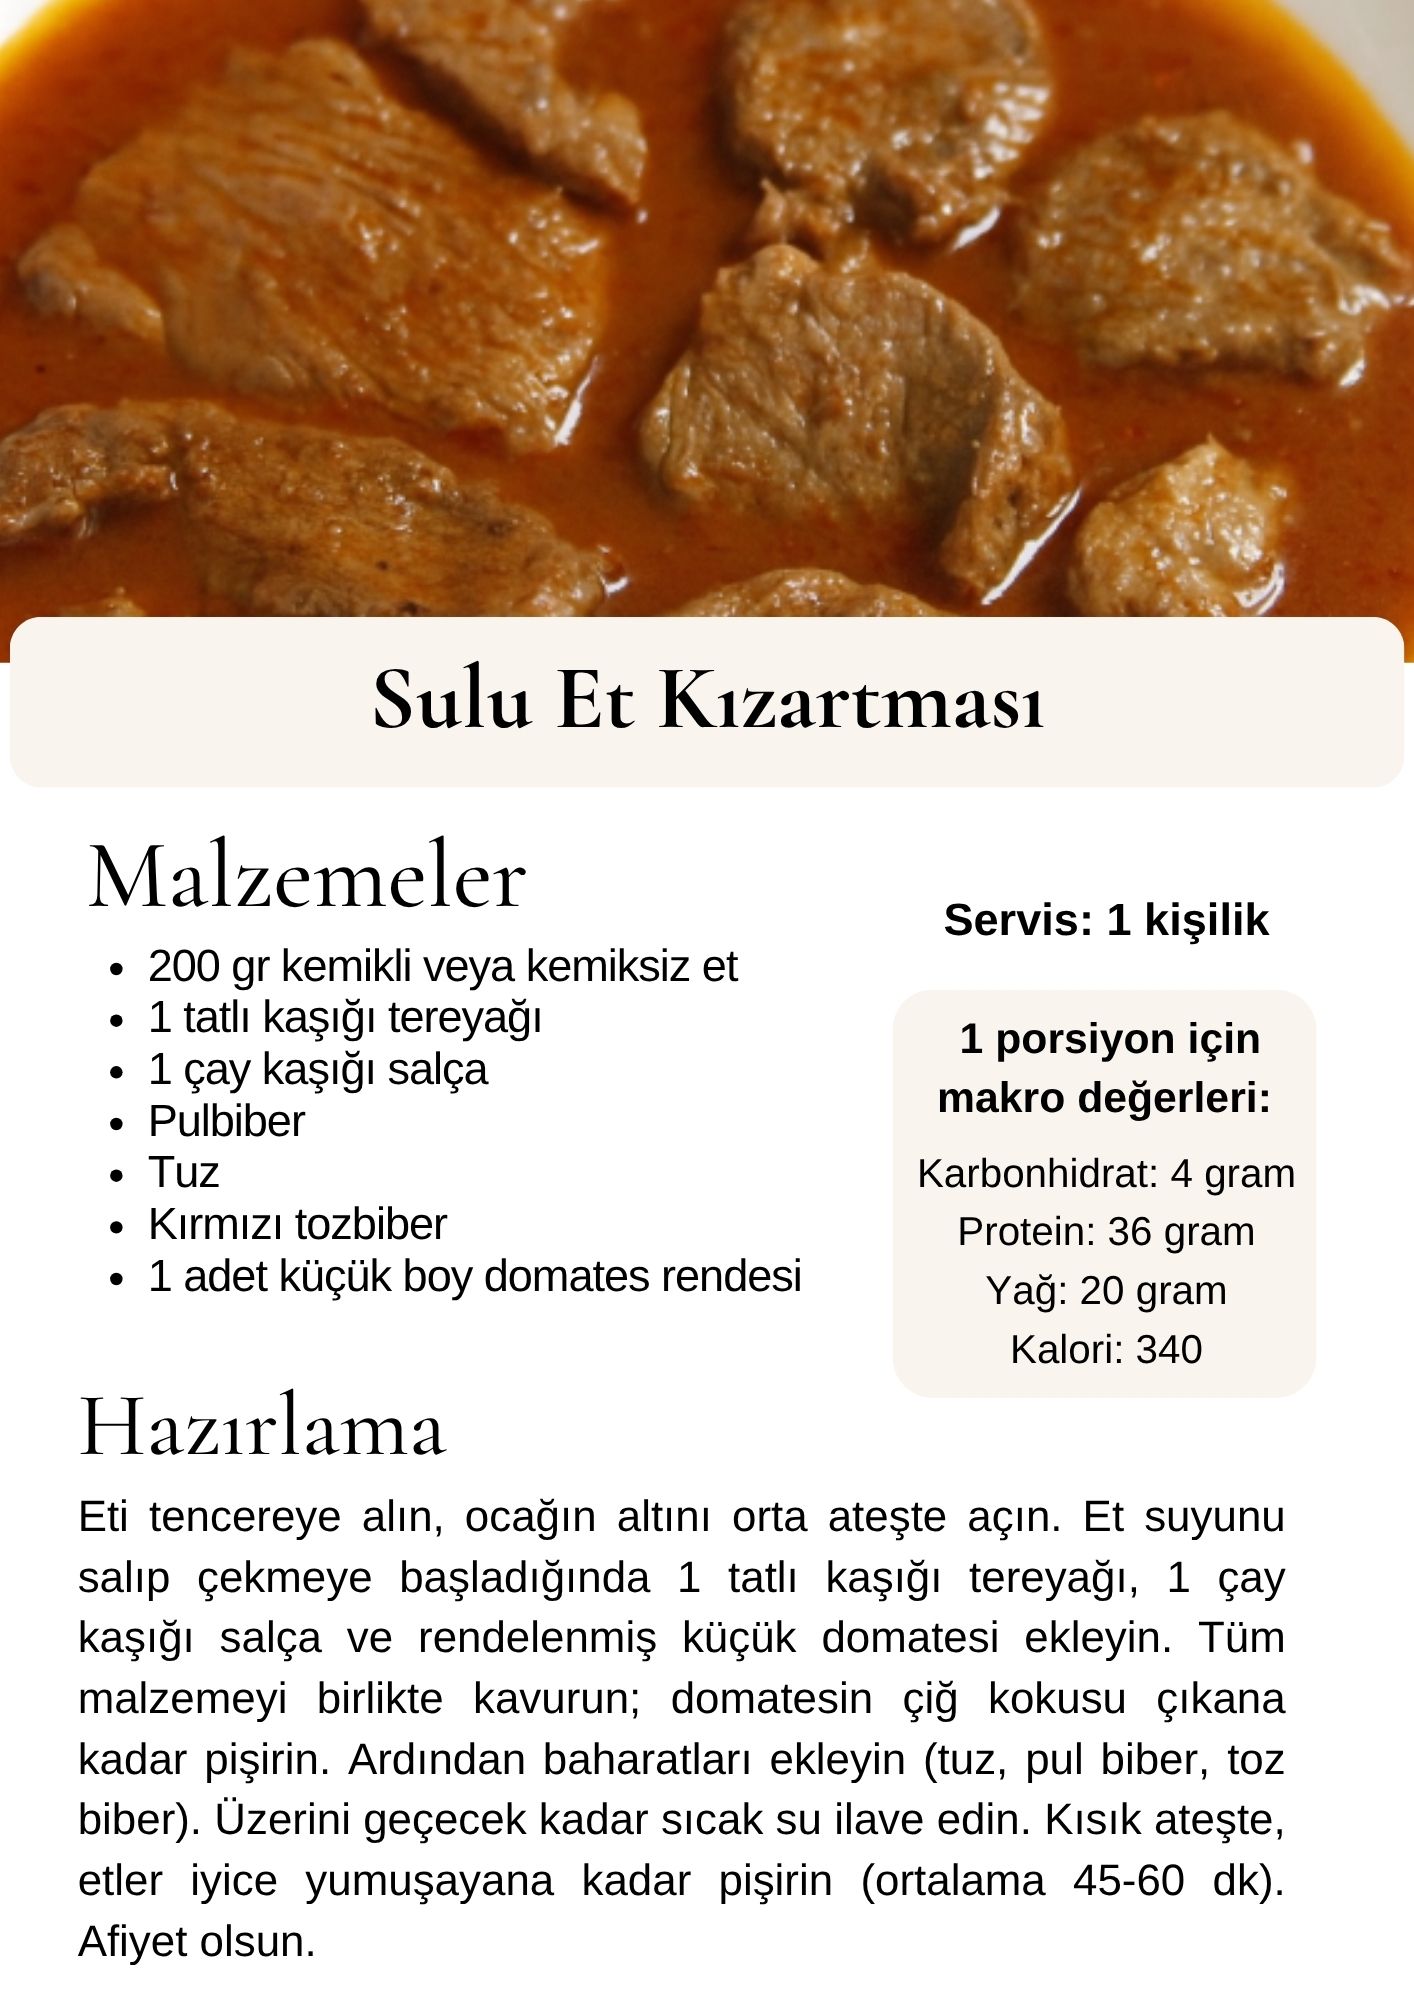 Sulu Et Kızartması
Malzemeler
• 200 gr kemikli veya kemiksiz et
• 1 tatlı kaşığı tereyağı
• 1 çay kaşığı salça
• Pulbiber
• Tuz
• Kırmızı tozbiber
• 1 adet küçük boy domates rendesi
Servis: 1 kişilik
1 porsiyon için
makro değerleri:
Karbonhidrat: 4 gram
Protein: 36 gram
Yağ: 20 gram
Kalori: 340
Hazırlama
Eti tencereye alın, ocağın altını orta ateşte açın. Et suyunu
salıp çekmeye başladığında 1 tatlı kaşığı tereyağı, 1 çay
kaşığı salça ve rendelenmiş küçük domatesi ekleyin. Tüm
malzemeyi birlikte kavurun; domatesin çiğ kokusu çıkana
kadar pişirin. Ardından baharatları ekleyin (tuz, pul biber, toz
biber). Üzerini geçecek kadar sıcak su ilave edin. Kısık ateşte,
etler iyice yumuşayana kadar pişirin (ortalama 45-60 dk).
Afiyet olsun.